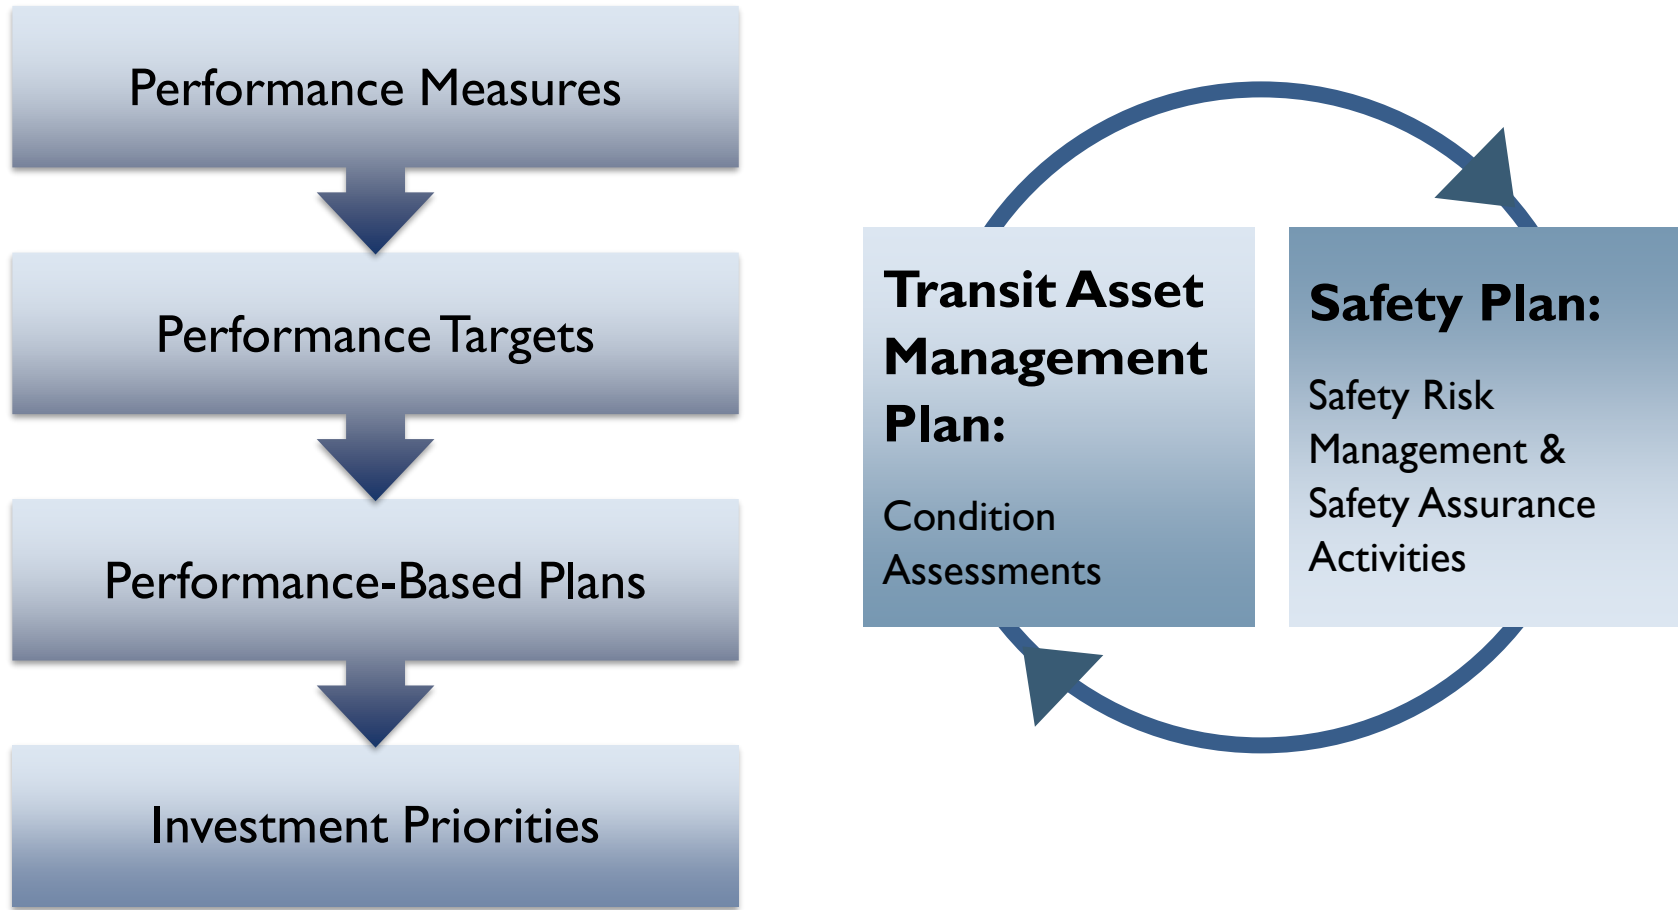 Performance Measures
Performance Targets
Performance-Based Plans
Investment Priorities
Transit Asset
Management
Plan:
Condition
Assessments
Safety Plan:
Safety Risk
Management &
Safety Assurance
Activities